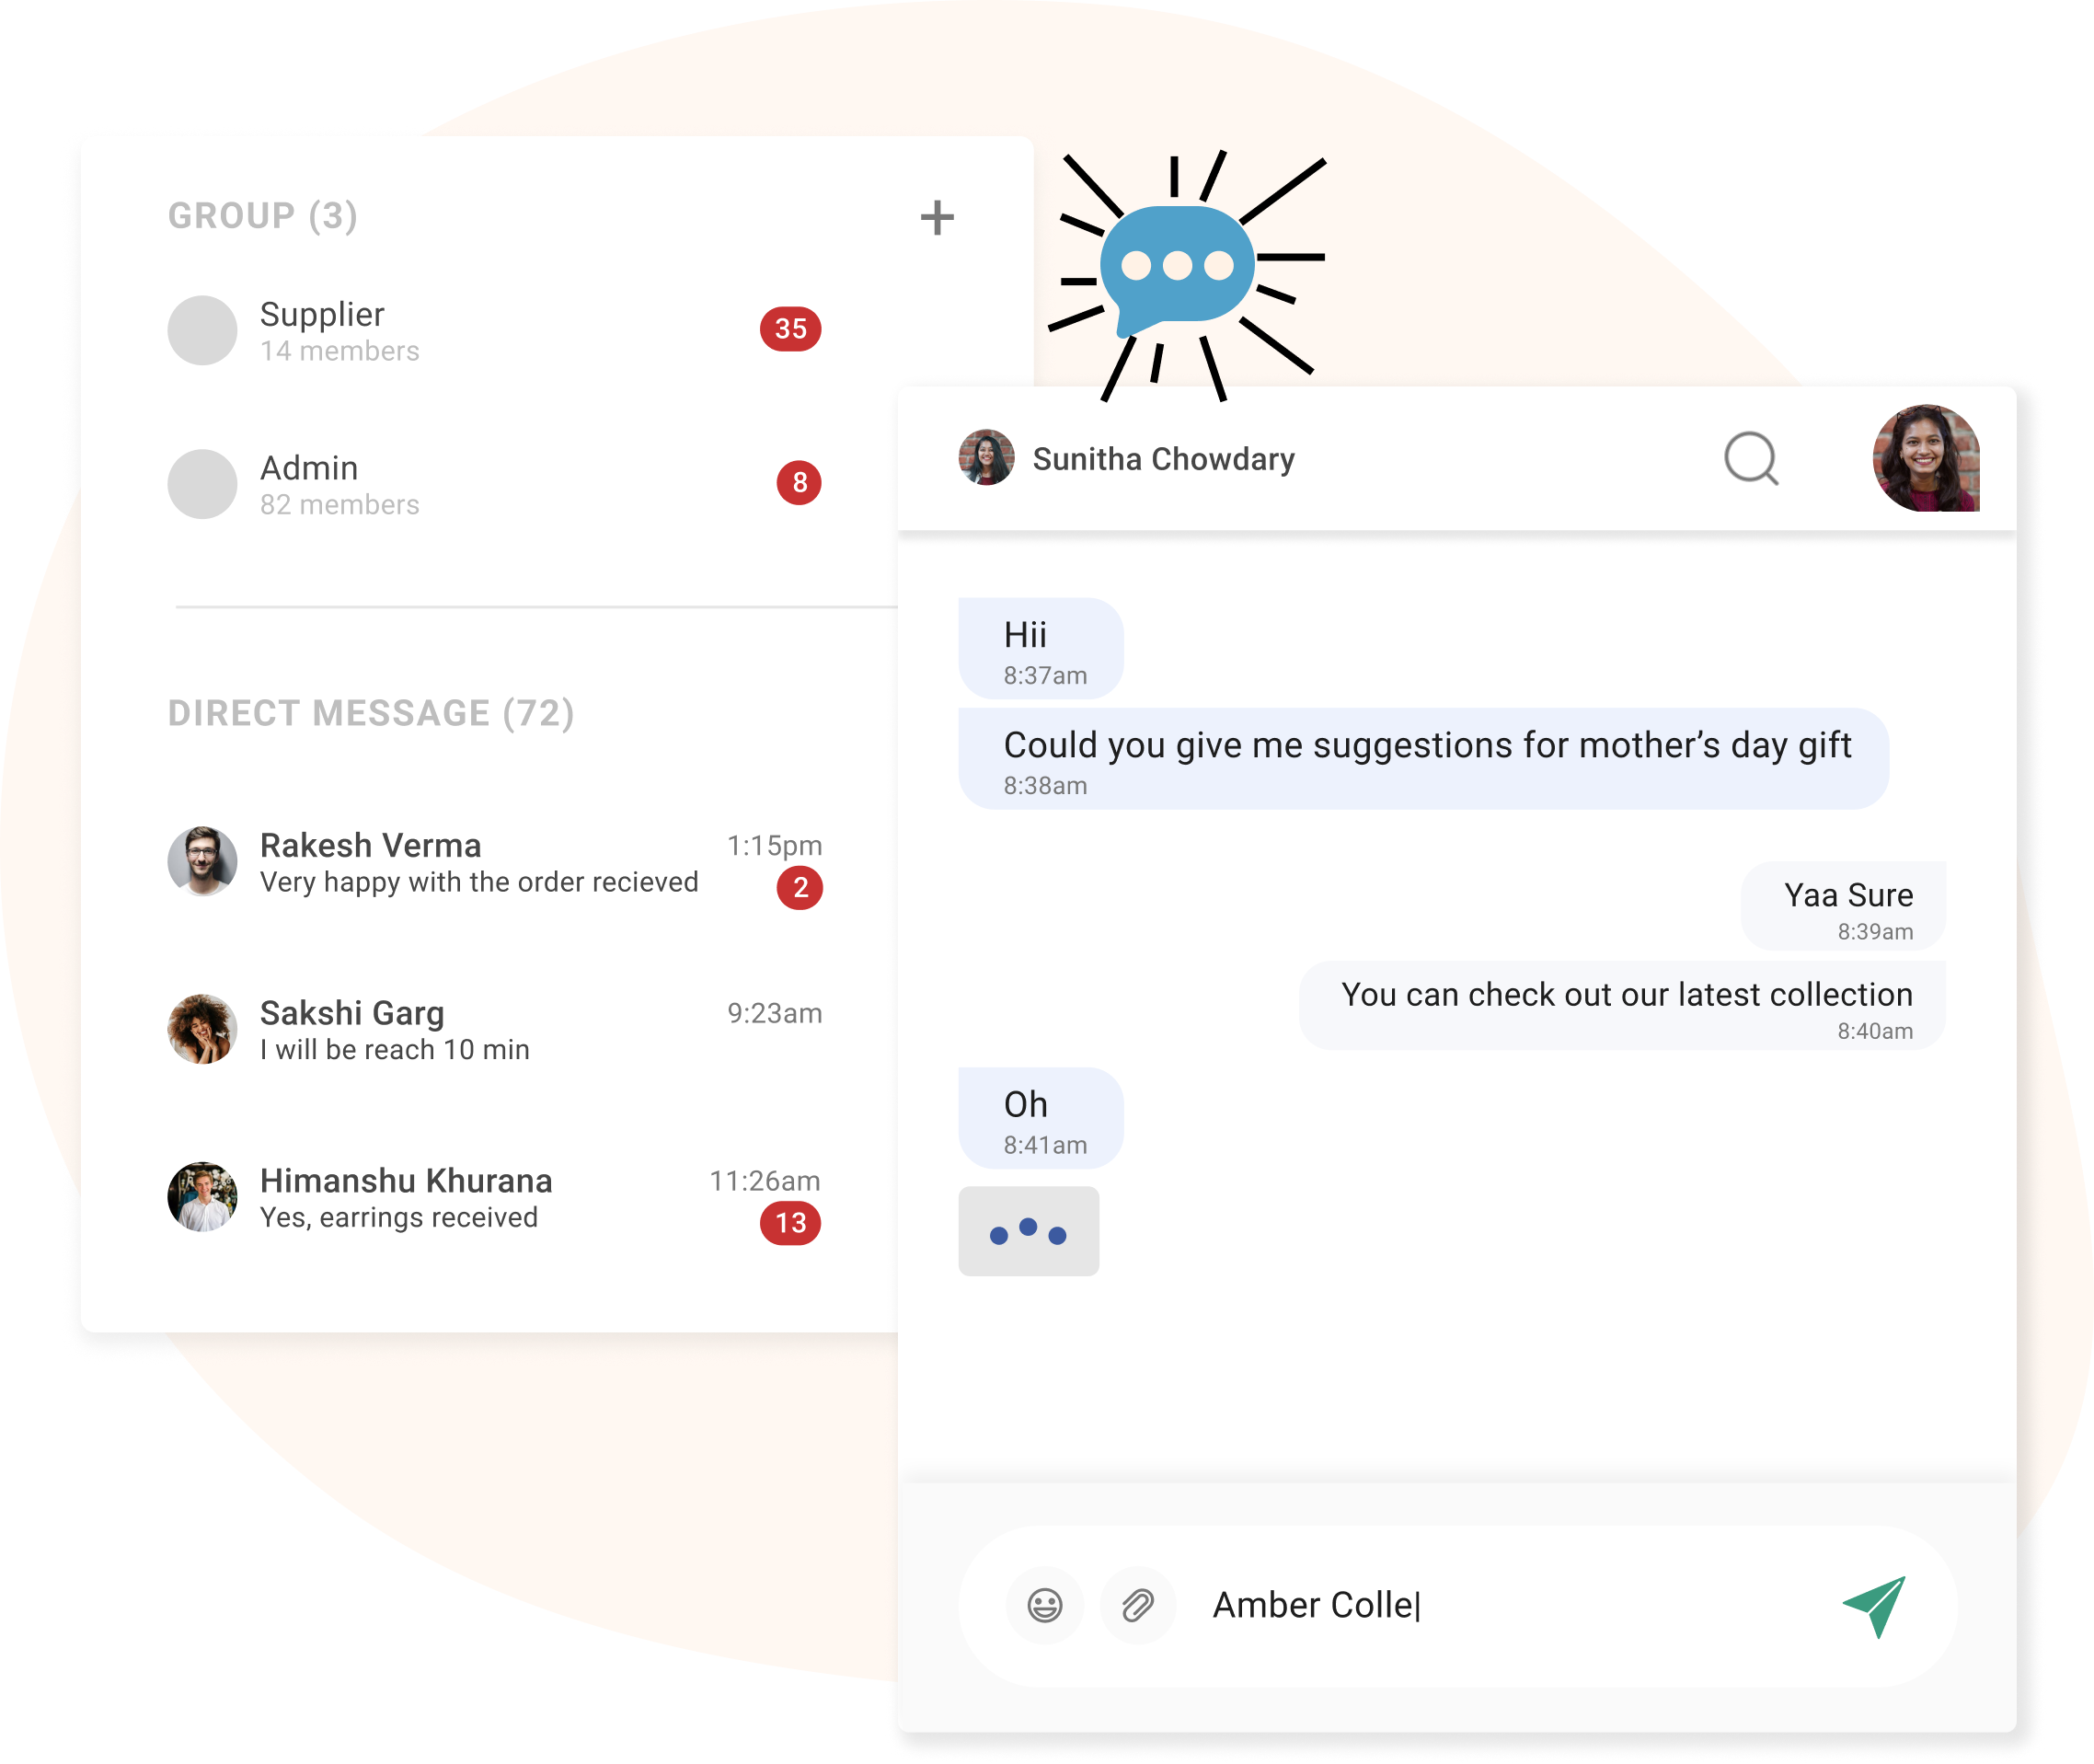 GROUP (3)
Supplier
14 members
35
Admin
82 members
8
DIRECT MESSAGE (72)
Rakesh Verma
1:15pm
Very happy with the order recieved
2
Sakshi Garg
9:23am
I will be reach 10 min
Himanshu Khurana
11:26am
Yes, earrings received
13
Sunitha Chowdary
Hii
8:37am
Could you give me suggestions for mother’s day gift
8:38am
Yaa Sure
8:39am
You can check out our latest collection
8:40am
Oh
8:41am
Amber Colle